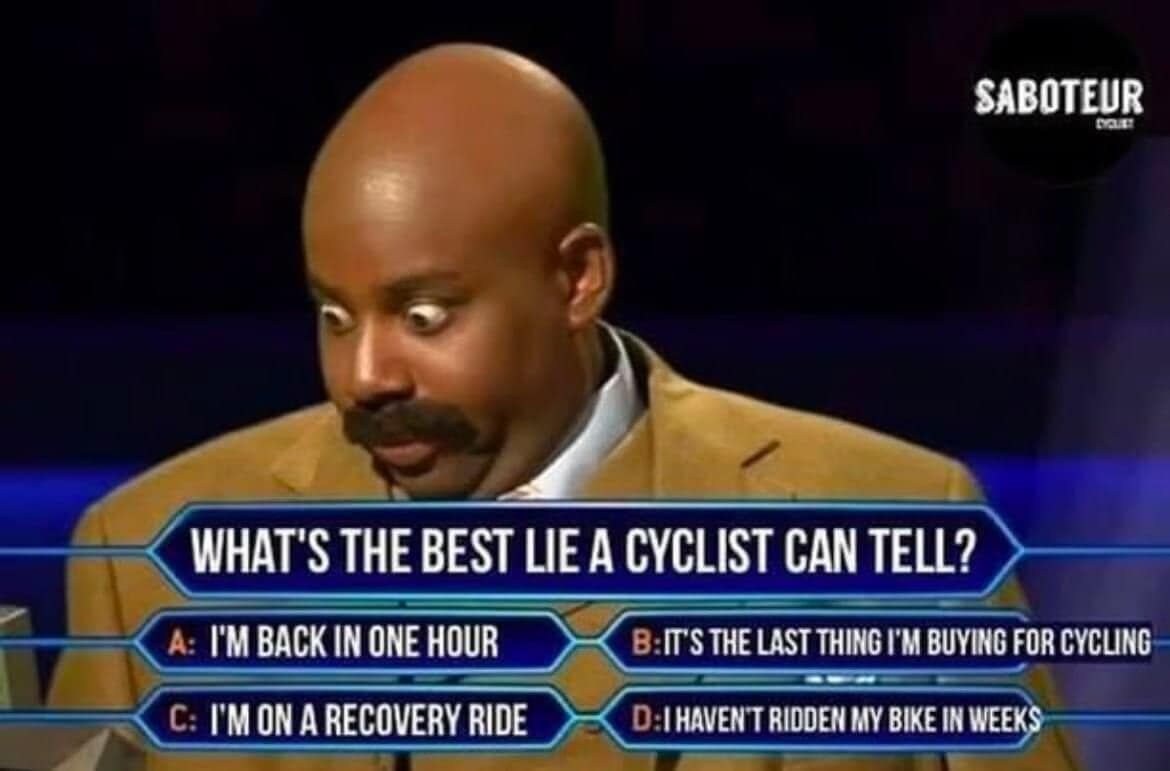 SABOTEUR
CYCLIST
WHAT'S THE BEST LIE A CYCLIST CAN TELL?
A: I'M BACK IN ONE HOUR
B:IT'S THE LAST THING I'M BUYING FOR CYCLING
C: I'M ON A RECOVERY RIDE
D:I HAVEN'T RIDDEN MY BIKE IN WEEKS